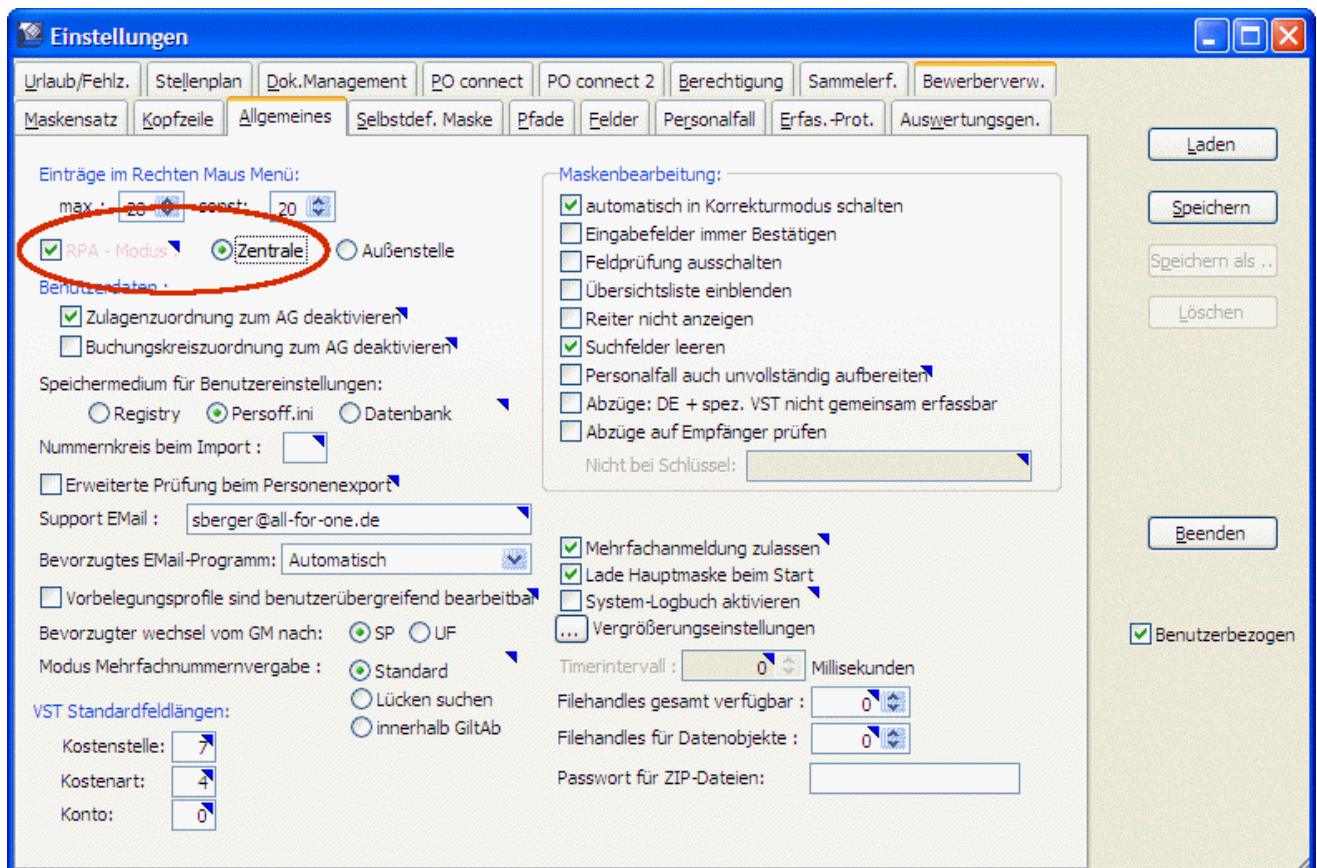 Einstellungen
Urlaub/Fehlz. Stellenplan Dok.Management PO connect PO connect 2 Berechtigung Sammelerf. Bewerberverw.
Maskensatz Kopfzeile Allgemeines Selbstdef. Maske Pfade Felder Personalfall Erfas.-Prot. Auswertungsgen.
Einträge im Rechten Maus Menü:
max.: 20 const: 20
RPA - Modus : Zentrale Außenstelle
Benutzerdaten :
Zulagenzuordnung zum AG deaktivieren
Buchungskreiszuordnung zum AG deaktivieren
Speichermedium für Benutzereinstellungen:
Registry Persoff.ini Datenbank
Nummernkreis beim Import :
Erweiterte Prüfung beim Personenexport
Support EMail : sberger@all-for-one.de
Bevorzugtes EMail-Programm: Automatisch
Vorbelegungsprofile sind benutzerübergreifend bearbeitbar
Bevorzugter wechsel vom GM nach: SP UF
Modus Mehrfachnummernvergabe : Standard
Lücken suchen
innerhalb GiltAb
VST Standardfeldlängen:
Kostenstelle: 7
Kostenart: 4
Konto: 0
Maskenbearbeitung:
automatisch in Korrekturmodus schalten
Eingabefelder immer Bestätigen
Feldprüfung ausschalten
Übersichtsliste einblenden
Reiter nicht anzeigen
Suchfelder leeren
Personalfall auch unvollständig aufbereiten
Abzüge: DE + spez. VST nicht gemeinsam erfassbar
Abzüge auf Empfänger prüfen
Nicht bei Schlüssel:
Mehrfachanmeldung zulassen
Lade Hauptmaske beim Start
System-Logbuch aktivieren
... Vergrößerungseinstellungen
Timerintervall : 0 Millisekunden
Filehandles gesamt verfügbar : 0
Filehandles für Datenobjekte : 0
Passwort für ZIP-Dateien:
Laden
Speichern
Speichern als ..
Löschen
Beenden
Benutzerbezogen